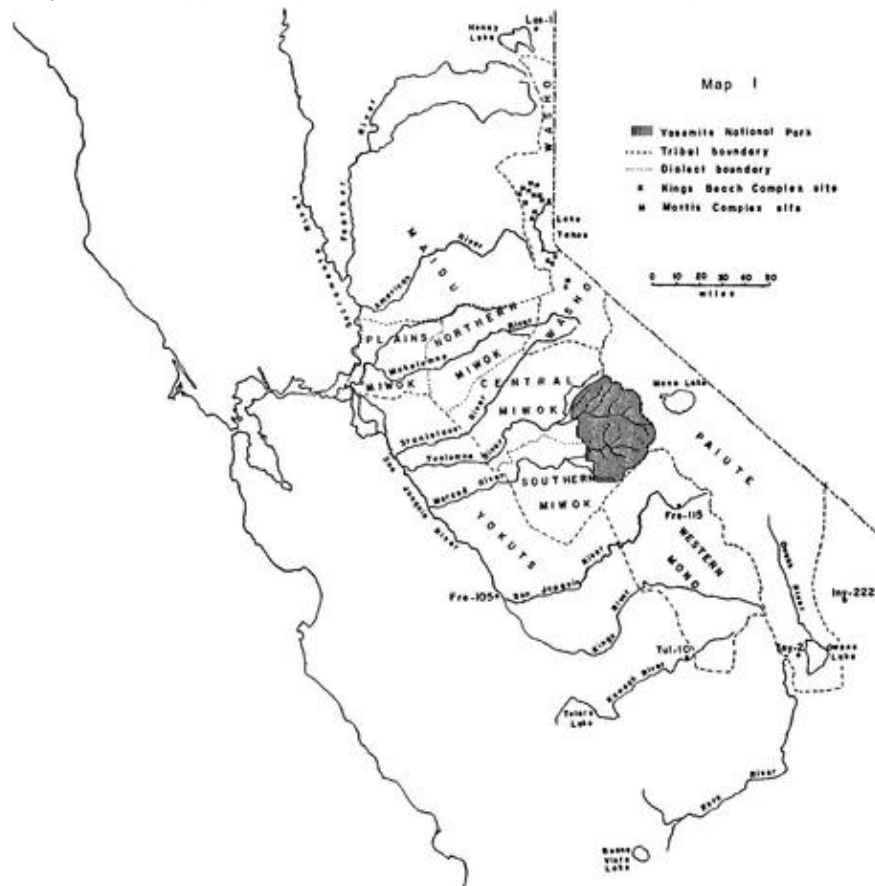 Honey
Lake
Las-1
Map I
Yosemite National Park
Tribal boundary
Dialect boundary
Kings Beach Complex site
Martis Complex site
0 10 20 30 40 50
miles
WASHO
Feather River
Sacramento River
Lake
Tahoe
MAIDU
American River
PLAINS
MIWOK
NORTHERN
MIWOK
Mokelumne River
WASHO
CENTRAL
MIWOK
Mono Lake
Stanislaus River
Tuolumne River
Merced River
SOUTHERN
MIWOK
PAIUTE
San Joaquin River
YOKUTS
Fre-115
WESTERN
MONO
Fre-105
San Joaquin River
Owens River
Iny-222
Kings River
Tul-10
Iny-2
Owens
Lake
Kaweah River
Tulare
Lake
Kern River
Buena
Vista
Lake